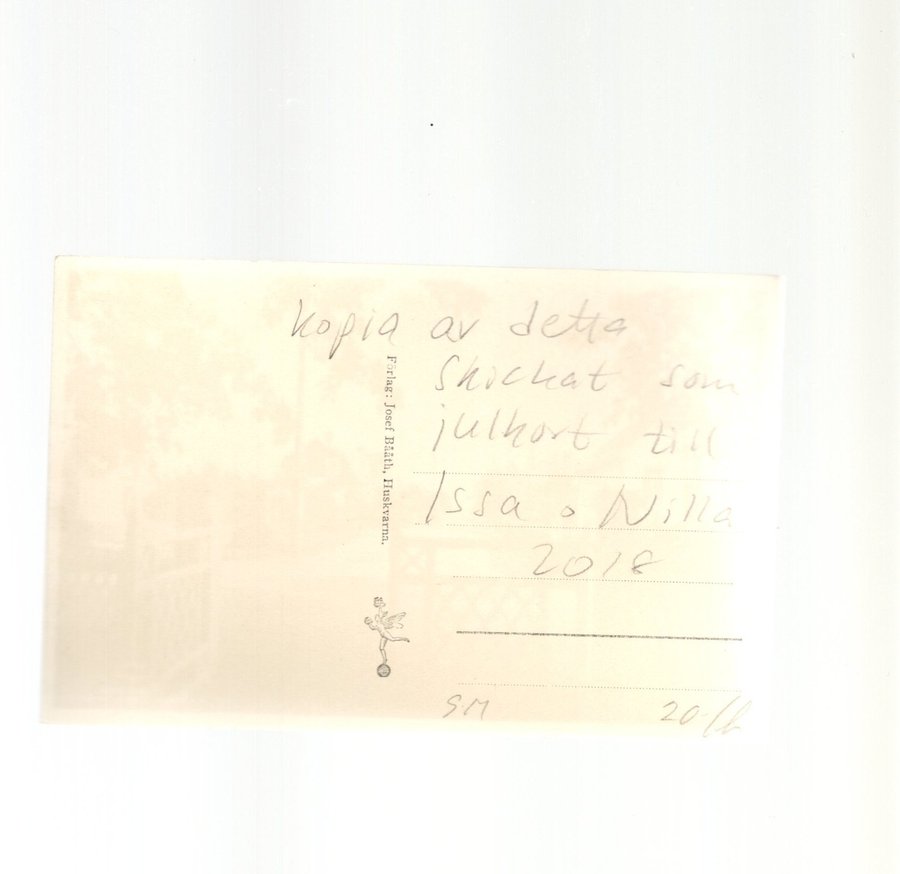 kopia av detta
skickat som
julkort till
Issa o Nilla
2018
Förlag: Josef Bååth, Huskvarna.
SM